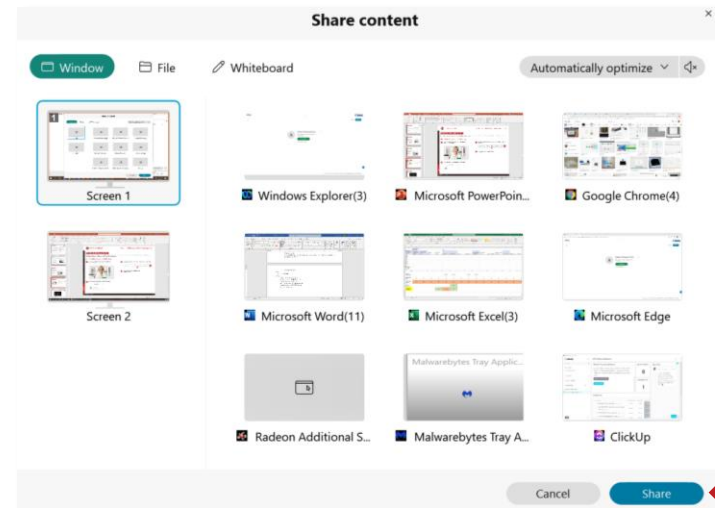 Share content
Window
File
Whiteboard
Automatically optimize
1
Screen 1
Windows Explorer(3)
Microsoft PowerPoin...
Google Chrome(4)
Screen 2
Microsoft Word(11)
Microsoft Excel(3)
Microsoft Edge
Malwarebytes Tray Applic...
Radeon Additional S...
Malwarebytes Tray A...
ClickUp
Cancel
Share